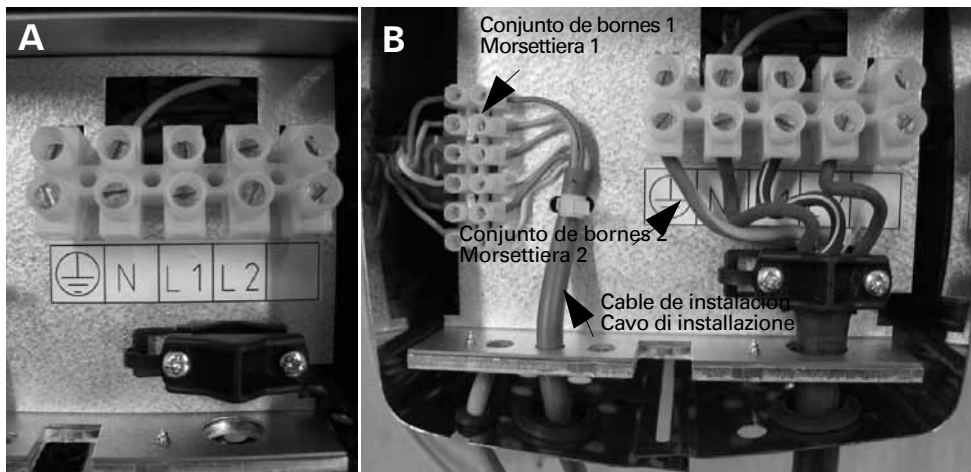 A
N
L1
L2
B
Conjunto de bornes 1
Morsettiera 1
N
Conjunto de bornes 2
Morsettiera 2
Cable de instalación
Cavo di installazione